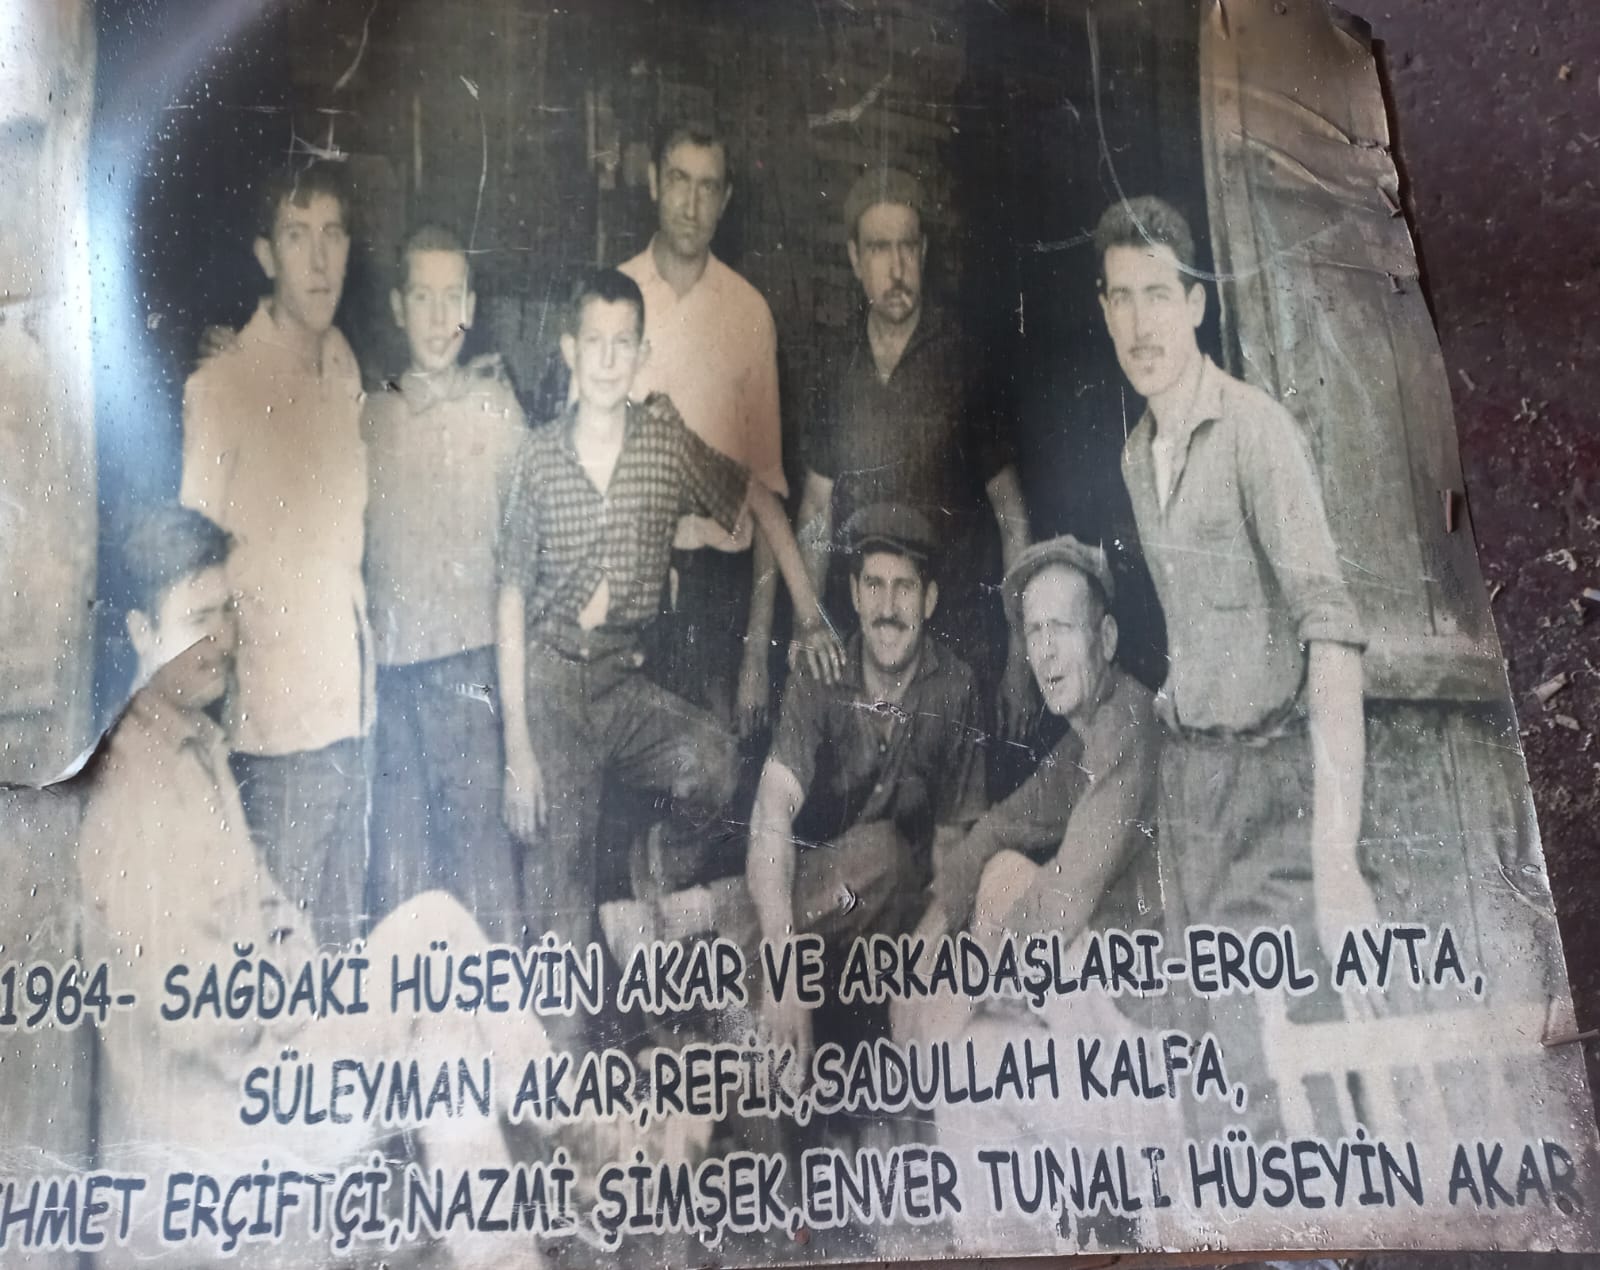 1964- SAĞDAKİ HÜSEYİN AKAR VE ARKADAŞLARI-EROL AYTA,
SÜLEYMAN AKAR,REFİK,SADULLAH KALFA,
HMET ERÇİFTÇİ,NAZMİ ŞİMŞEK,ENVER TUNALI HÜSEYİN AKAR